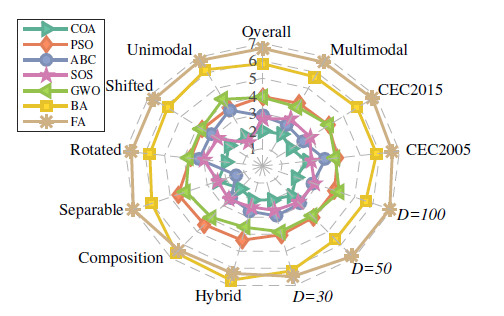 COA
PSO
ABC
SOS
GWO
BA
FA
Overall
Multimodal
CEC2015
CEC2005
D=100
D=50
D=30
Hybrid
Composition
Separable
Rotated
Shifted
Unimodal
7
6
5
4
3
2
1